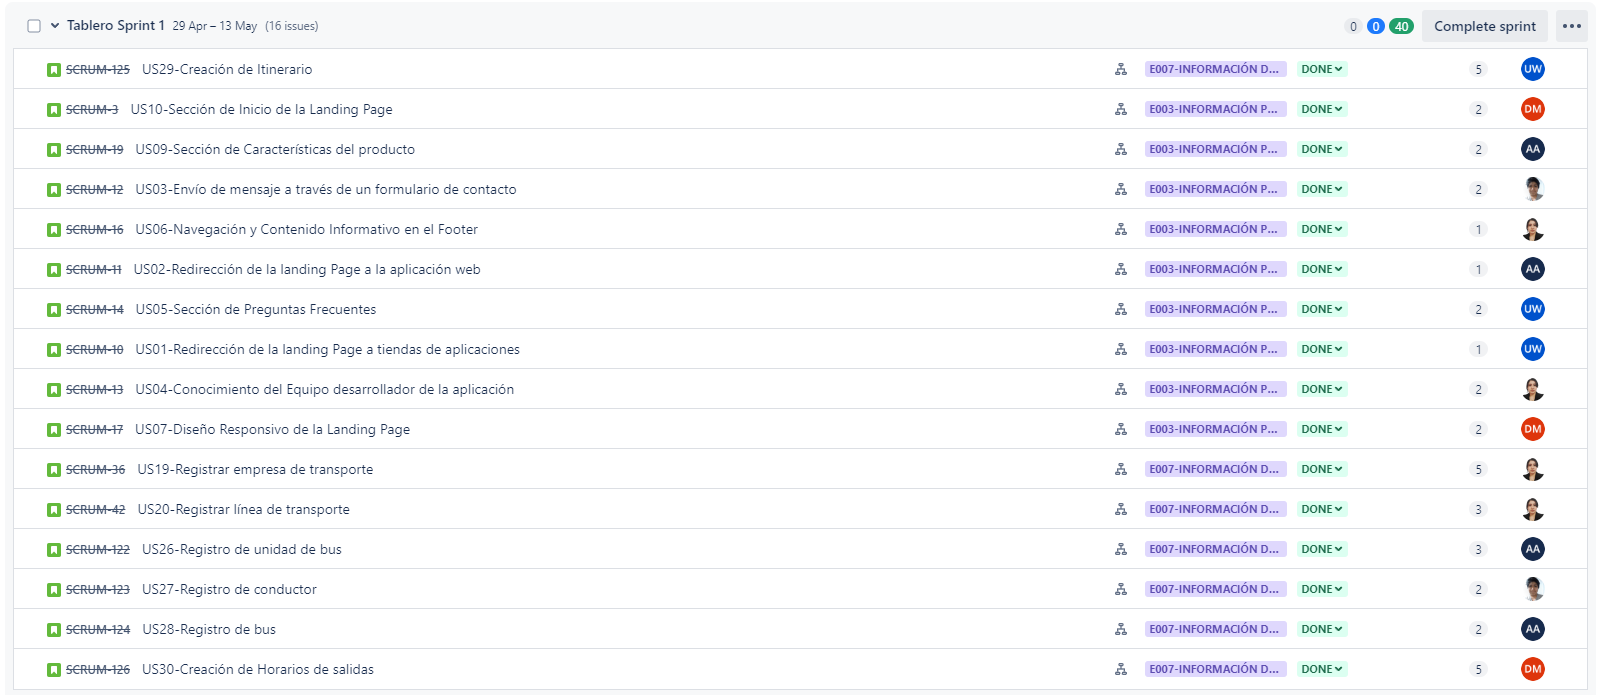 Tablero Sprint 1 29 Apr – 13 May (16 issues) 0 0 40 Complete sprint
SCRUM-125 US29-Creación de Itinerario E007-INFORMACIÓN D... DONE 5 UW
SCRUM-3 US10-Sección de Inicio de la Landing Page E003-INFORMACIÓN P... DONE 2 DM
SCRUM-19 US09-Sección de Características del producto E003-INFORMACIÓN P... DONE 2 AA
SCRUM-12 US03-Envío de mensaje a través de un formulario de contacto E003-INFORMACIÓN P... DONE 2
SCRUM-16 US06-Navegación y Contenido Informativo en el Footer E003-INFORMACIÓN P... DONE 1
SCRUM-11 US02-Redirección de la landing Page a la aplicación web E003-INFORMACIÓN P... DONE 1 AA
SCRUM-14 US05-Sección de Preguntas Frecuentes E003-INFORMACIÓN P... DONE 2 UW
SCRUM-10 US01-Redirección de la landing Page a tiendas de aplicaciones E003-INFORMACIÓN P... DONE 1 UW
SCRUM-13 US04-Conocimiento del Equipo desarrollador de la aplicación E003-INFORMACIÓN P... DONE 2
SCRUM-17 US07-Diseño Responsivo de la Landing Page E003-INFORMACIÓN P... DONE 2 DM
SCRUM-36 US19-Registrar empresa de transporte E007-INFORMACIÓN D... DONE 5
SCRUM-42 US20-Registrar línea de transporte E007-INFORMACIÓN D... DONE 3
SCRUM-122 US26-Registro de unidad de bus E007-INFORMACIÓN D... DONE 3 AA
SCRUM-123 US27-Registro de conductor E007-INFORMACIÓN D... DONE 2
SCRUM-124 US28-Registro de bus E007-INFORMACIÓN D... DONE 2 AA
SCRUM-126 US30-Creación de Horarios de salidas E007-INFORMACIÓN D... DONE 5 DM